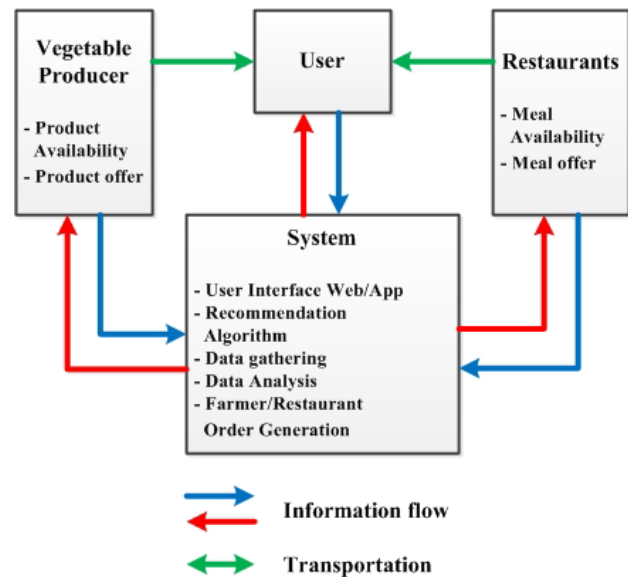 Vegetable
Producer
- Product
Availability
- Product offer
User
Restaurants
- Meal
Availability
- Meal offer
System
- User Interface Web/App
- Recommendation
Algorithm
- Data gathering
- Data Analysis
- Farmer/Restaurant
Order Generation
Information flow
Transportation